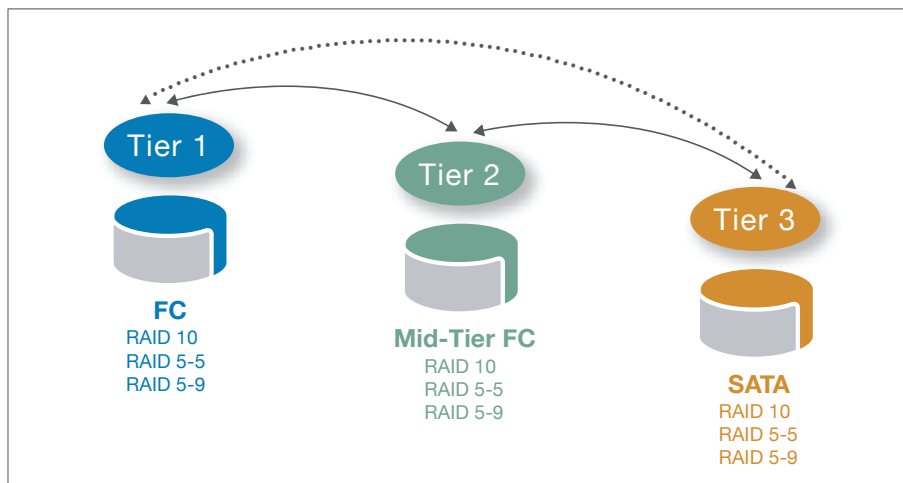 Tier 1
Tier 2
Tier 3
FC
RAID 10
RAID 5-5
RAID 5-9
Mid-Tier FC
RAID 10
RAID 5-5
RAID 5-9
SATA
RAID 10
RAID 5-5
RAID 5-9